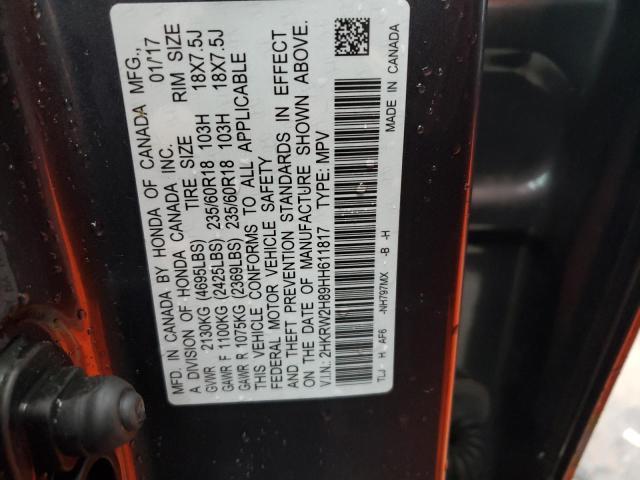 MFD. IN CANADA BY HONDA OF CANADA MFG.,
A DIVISION OF HONDA CANADA INC. 01/'17
TIRE SIZE RIM SIZE
GVWR 2130KG (4695LBS)
GAWR F 1100KG (2425LBS) 235/60R18 103H 18X7.5J
GAWR R 1075KG (2369LBS) 235/60R18 103H 18X7.5J
THIS VEHICLE CONFORMS TO ALL APPLICABLE
FEDERAL MOTOR VEHICLE SAFETY
AND THEFT PREVENTION STANDARDS IN EFFECT
ON THE DATE OF MANUFACTURE SHOWN ABOVE.
V.I.N.: 2HKRW2H89HH611817 TYPE: MPV
TLJ - H AF6 -NH797MX -B -H
MADE IN CANADA